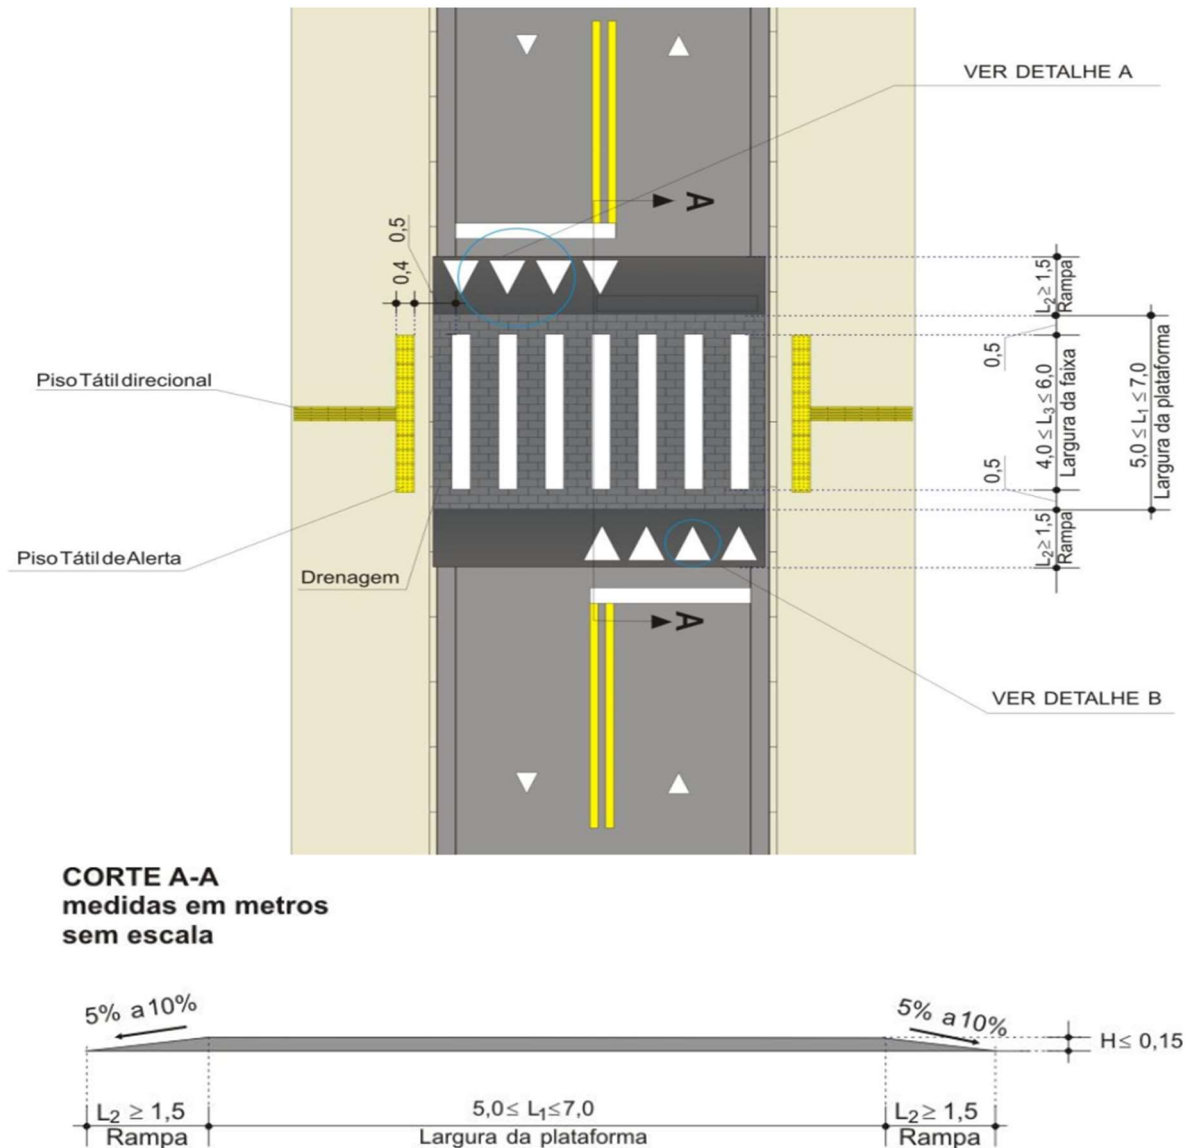 VER DETALHE A
A
0,5
0,4
L2 ≥ 1,5
Rampa
0,5
4,0 ≤ L3 ≤ 6,0
Largura da faixa
5,0 ≤ L1 ≤ 7,0
Largura da plataforma
0,5
L2 ≥ 1,5
Rampa
Piso Tátil direcional
Piso Tátil de Alerta
Drenagem
A
VER DETALHE B
CORTE A-A
medidas em metros
sem escala
5% a 10%
5% a 10%
H ≤ 0,15
L2 ≥ 1,5
Rampa
5,0 ≤ L1 ≤ 7,0
Largura da plataforma
L2 ≥ 1,5
Rampa